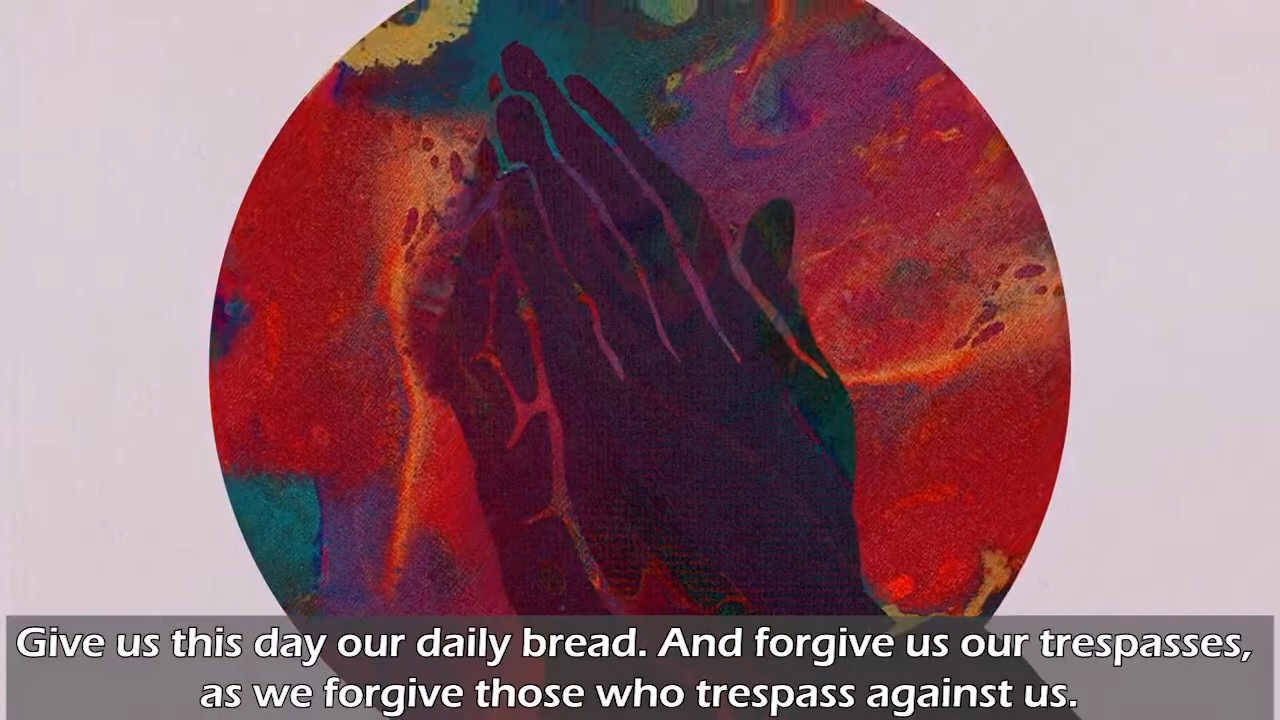 Give us this day our daily bread. And forgive us our trespasses,
as we forgive those who trespass against us.